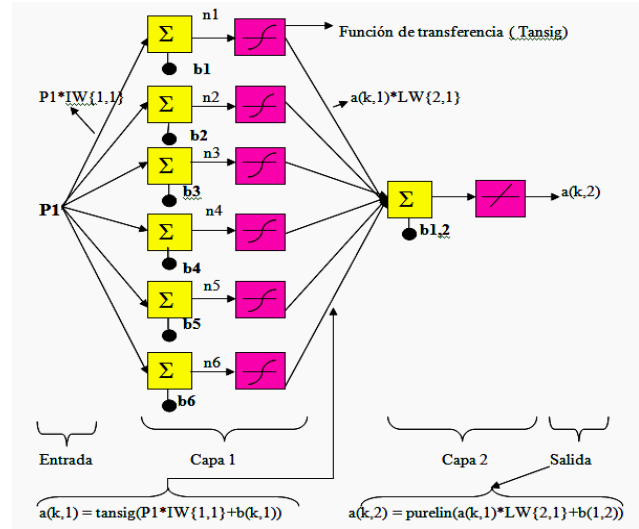 n1
Σ
Función de transferencia ( Tansig)
b1
P1*IW{1,1}
n2
Σ
a(k,1)*LW{2,1}
b2
n3
Σ
b3
P1
Σ
a(k,2)
n4
Σ
b1,2
b4
n5
Σ
b5
n6
Σ
b6
Entrada
Capa 1
Capa 2
Salida
a(k,1) = tansig(P1*IW{1,1}+b(k,1))
a(k,2) = purelin(a(k,1)*LW{2,1}+b(1,2))